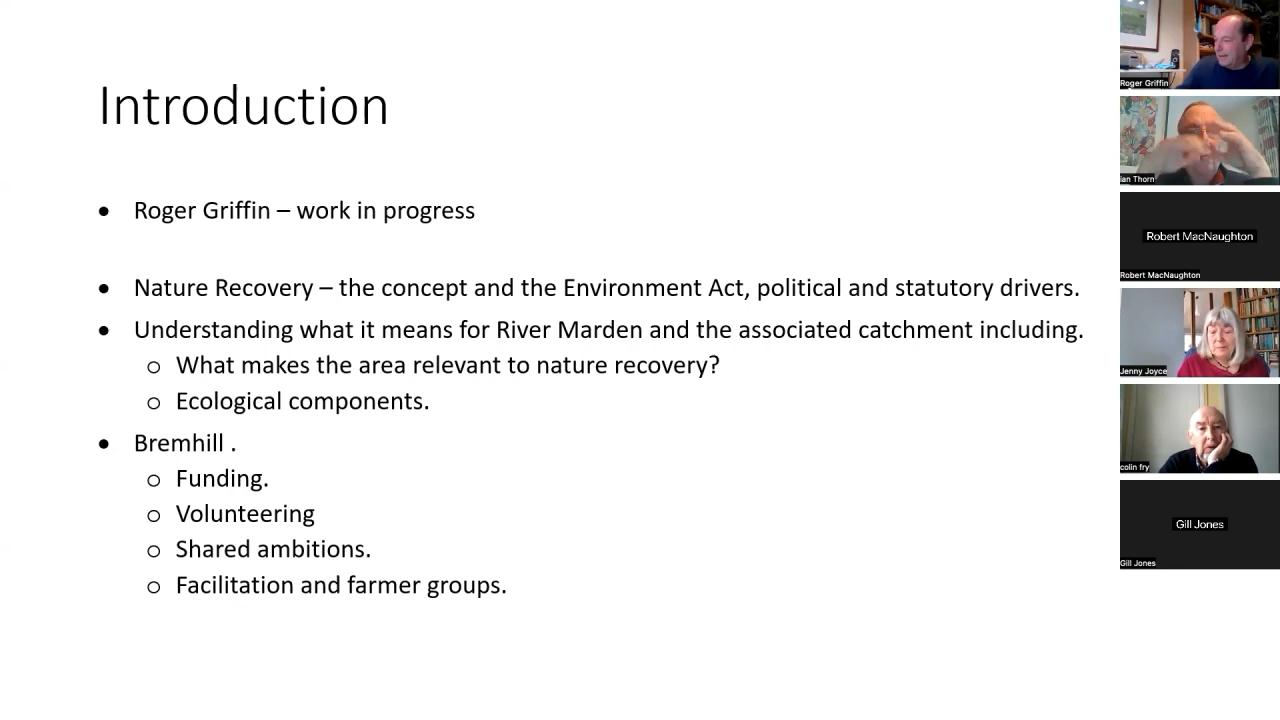 Introduction
• Roger Griffin – work in progress
• Nature Recovery – the concept and the Environment Act, political and statutory drivers.
• Understanding what it means for River Marden and the associated catchment including.
o What makes the area relevant to nature recovery?
o Ecological components.
• Bremhill .
o Funding.
o Volunteering
o Shared ambitions.
o Facilitation and farmer groups.
Roger Griffin
ian Thorn
Robert MacNaughton
Robert MacNaughton
Jenny Joyce
colin fry
Gill Jones
Gill Jones